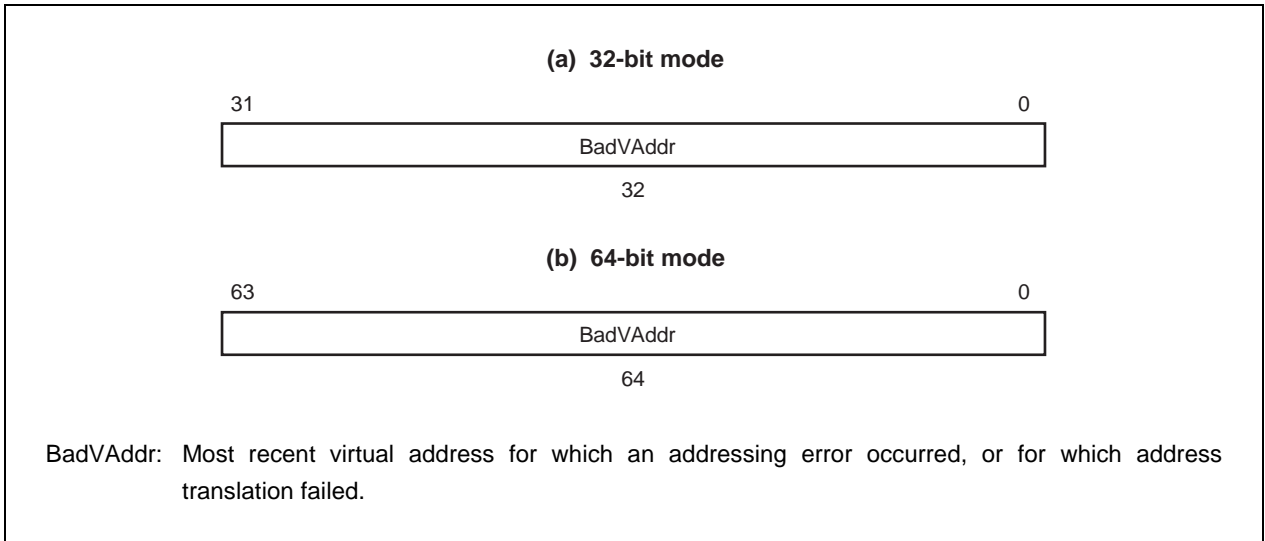 (a) 32-bit mode
31 0
BadVAddr
32
(b) 64-bit mode
63 0
BadVAddr
64
BadVAddr: Most recent virtual address for which an addressing error occurred, or for which address
translation failed.